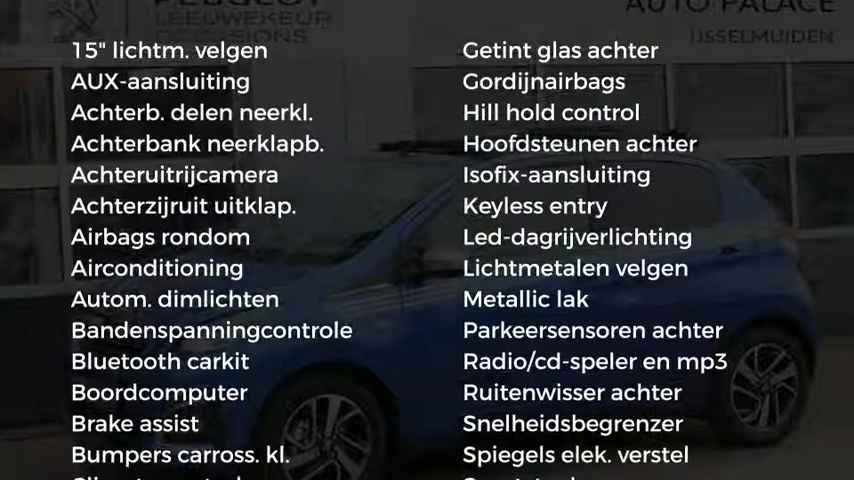 PEUGEOT
LEEUWEKEUR
OCCASIONS
AUTO PALACE
IJSSELMUIDEN
15" lichtm. velgen
AUX-aansluiting
Achterb. delen neerkl.
Achterbank neerklapb.
Achteruitrijcamera
Achterzijruit uitklap.
Airbags rondom
Airconditioning
Autom. dimlichten
Bandenspanningcontrole
Bluetooth carkit
Boordcomputer
Brake assist
Bumpers carross. kl.
Getint glas achter
Gordijnairbags
Hill hold control
Hoofdsteunen achter
Isofix-aansluiting
Keyless entry
Led-dagrijverlichting
Lichtmetalen velgen
Metallic lak
Parkeersensoren achter
Radio/cd-speler en mp3
Ruitenwisser achter
Snelheidsbegrenzer
Spiegels elek. verstel